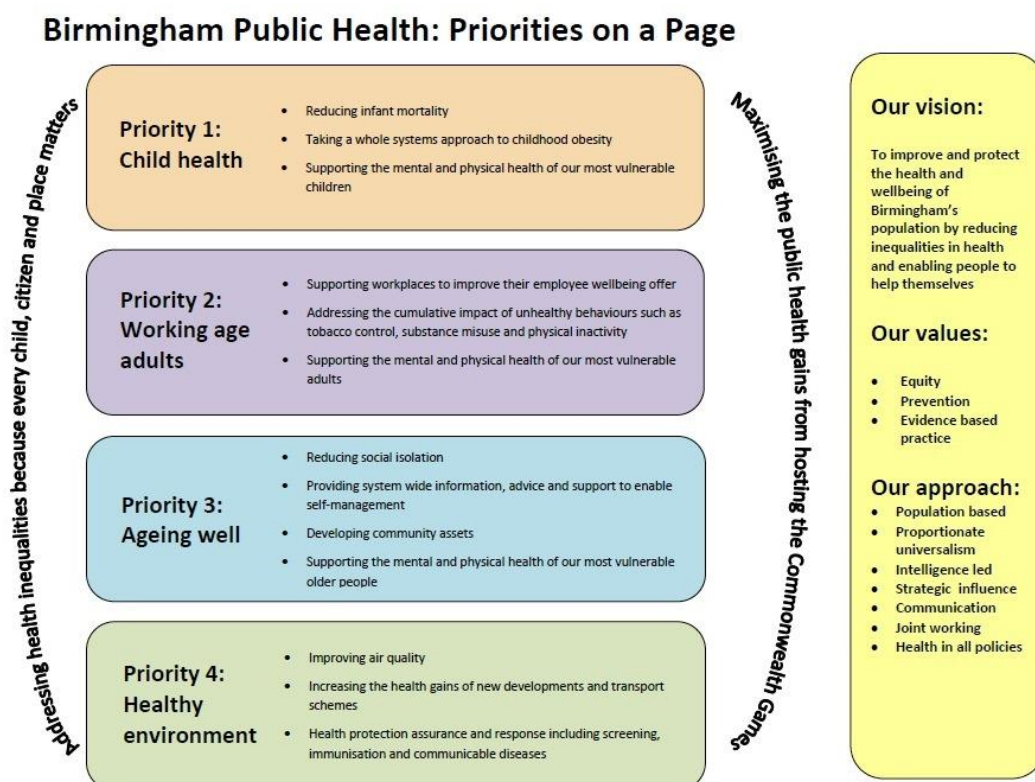 Birmingham Public Health: Priorities on a Page
Addressing health inequalities because every child, citizen and place matters
Priority 1:
Child health
• Reducing infant mortality
• Taking a whole systems approach to childhood obesity
• Supporting the mental and physical health of our most vulnerable
children
Priority 2:
Working age
adults
• Supporting workplaces to improve their employee wellbeing offer
• Addressing the cumulative impact of unhealthy behaviours such as
tobacco control, substance misuse and physical inactivity
• Supporting the mental and physical health of our most vulnerable
adults
Priority 3:
Ageing well
• Reducing social isolation
• Providing system wide information, advice and support to enable
self-management
• Developing community assets
• Supporting the mental and physical health of our most vulnerable
older people
Priority 4:
Healthy
environment
• Improving air quality
• Increasing the health gains of new developments and transport
schemes
• Health protection assurance and response including screening,
immunisation and communicable diseases
Maximising the public health gains from hosting the Commonwealth Games
Our vision:
To improve and protect
the health and
wellbeing of
Birmingham's
population by reducing
inequalities in health
and enabling people to
help themselves
Our values:
• Equity
• Prevention
• Evidence based
practice
Our approach:
• Population based
• Proportionate
universalism
• Intelligence led
• Strategic influence
• Communication
• Joint working
• Health in all policies